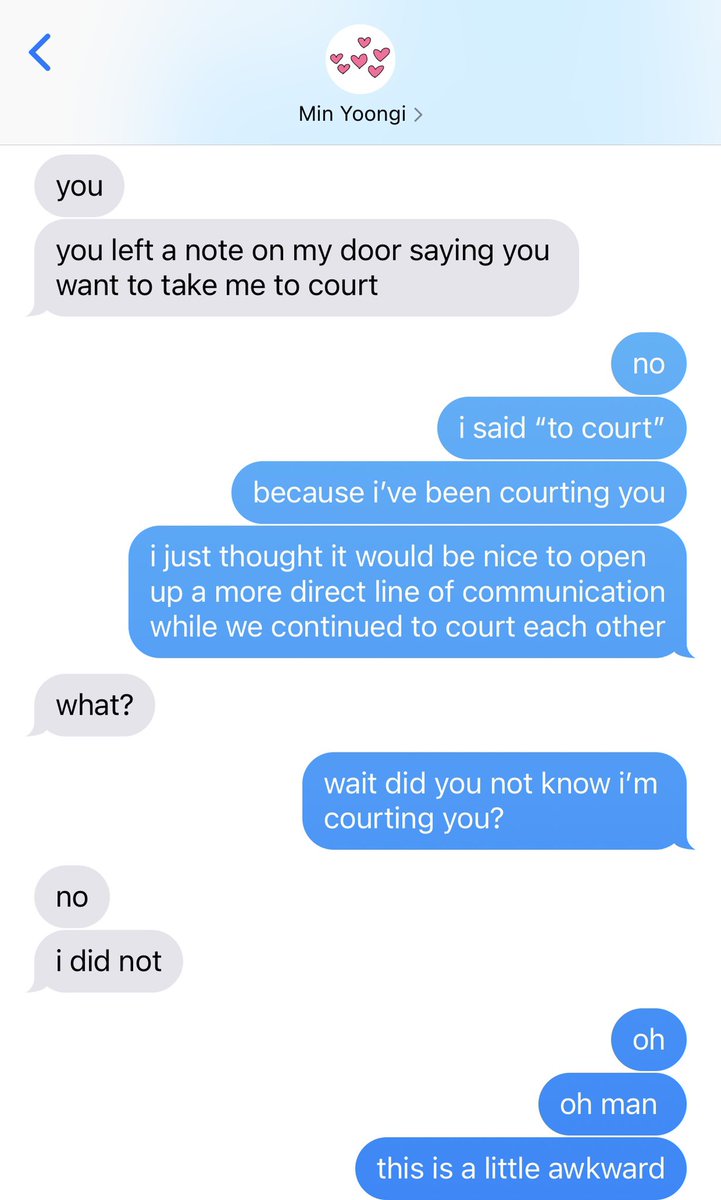 Min Yoongi
you
you left a note on my door saying you
want to take me to court
no
i said “to court”
because i’ve been courting you
i just thought it would be nice to open
up a more direct line of communication
while we continued to court each other
what?
wait did you not know i’m
courting you?
no
i did not
oh
oh man
this is a little awkward